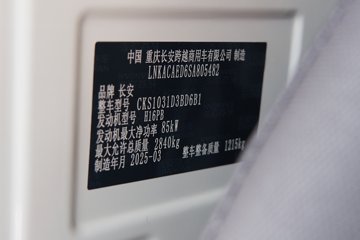 中国 重庆长安跨越商用车有限公司 制造
LNKACAED6SA805482
品牌 长安
整车型号 CKS1031D3BD6B1
发动机型号 H16PB
发动机最大净功率 85kW
最大允许总质量 2840kg 整车整备质量 1215kg
制造年月 2025-03